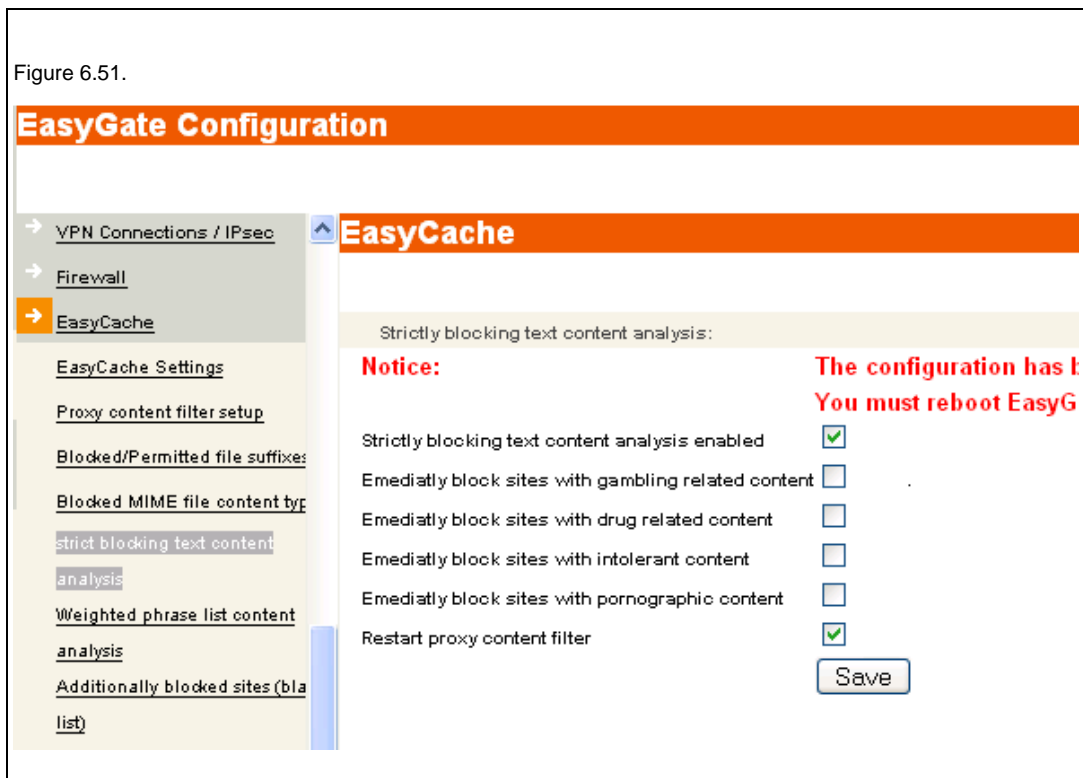 Figure 6.51.
EasyGate Configuration
VPN Connections / IPsec
Firewall
EasyCache
EasyCache Settings
Proxy content filter setup
Blocked/Permitted file suffixes
Blocked MIME file content typ
strict blocking text content
analysis
Weighted phrase list content
analysis
Additionally blocked sites (bla
list)
EasyCache
Strictly blocking text content analysis:
Notice: The configuration has b
You must reboot EasyG
Strictly blocking text content analysis enabled
Emediatly block sites with gambling related content .
Emediatly block sites with drug related content
Emediatly block sites with intolerant content
Emediatly block sites with pornographic content
Restart proxy content filter
Save